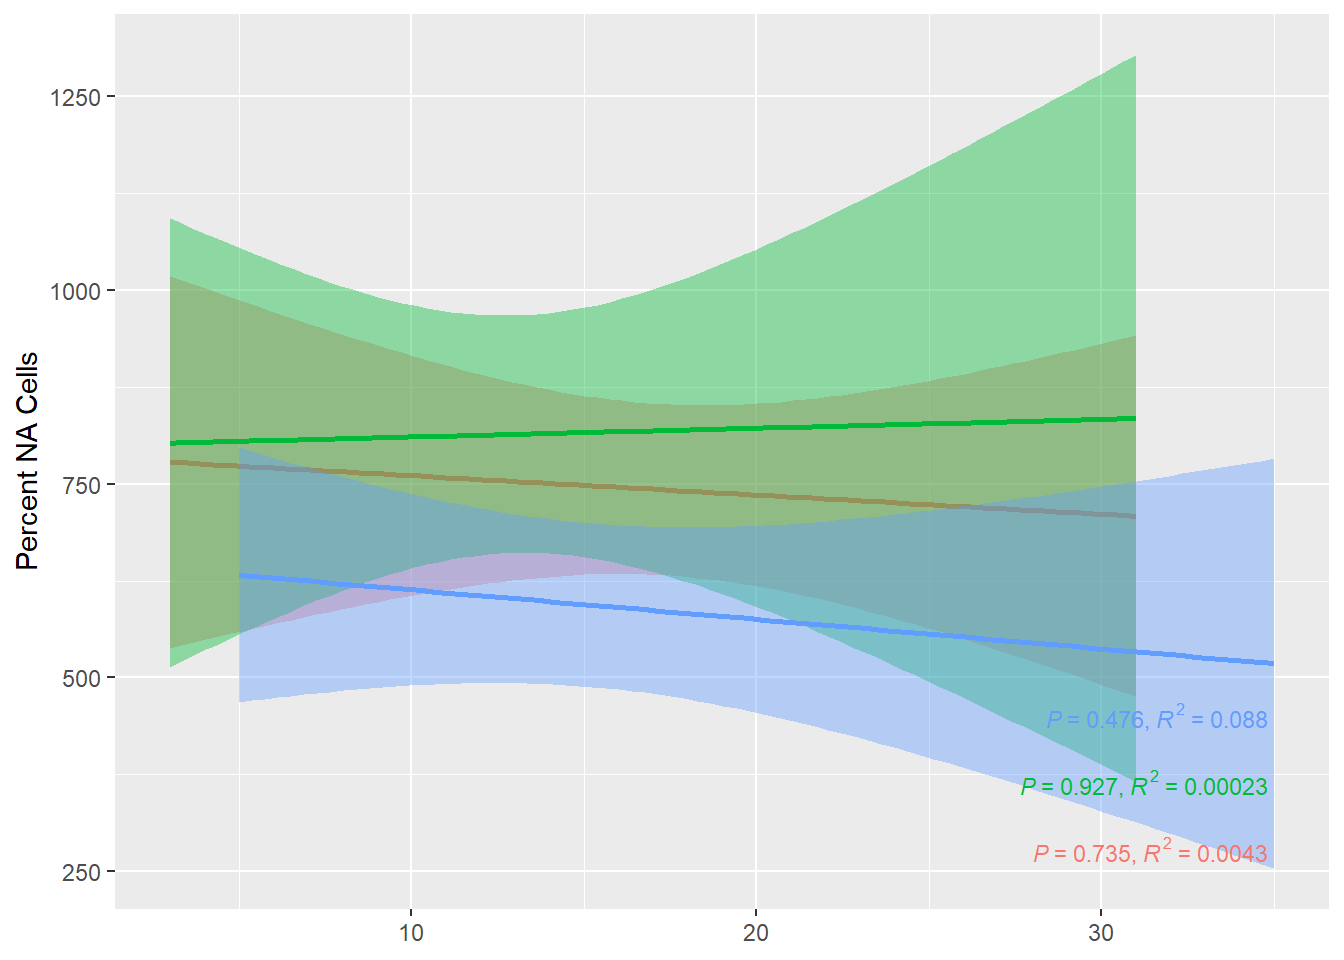 Percent NA Cells
1250
1000
750
500
250
P = 0.476, R² = 0.088
P = 0.927, R² = 0.00023
P = 0.735, R² = 0.0043
10 20 30